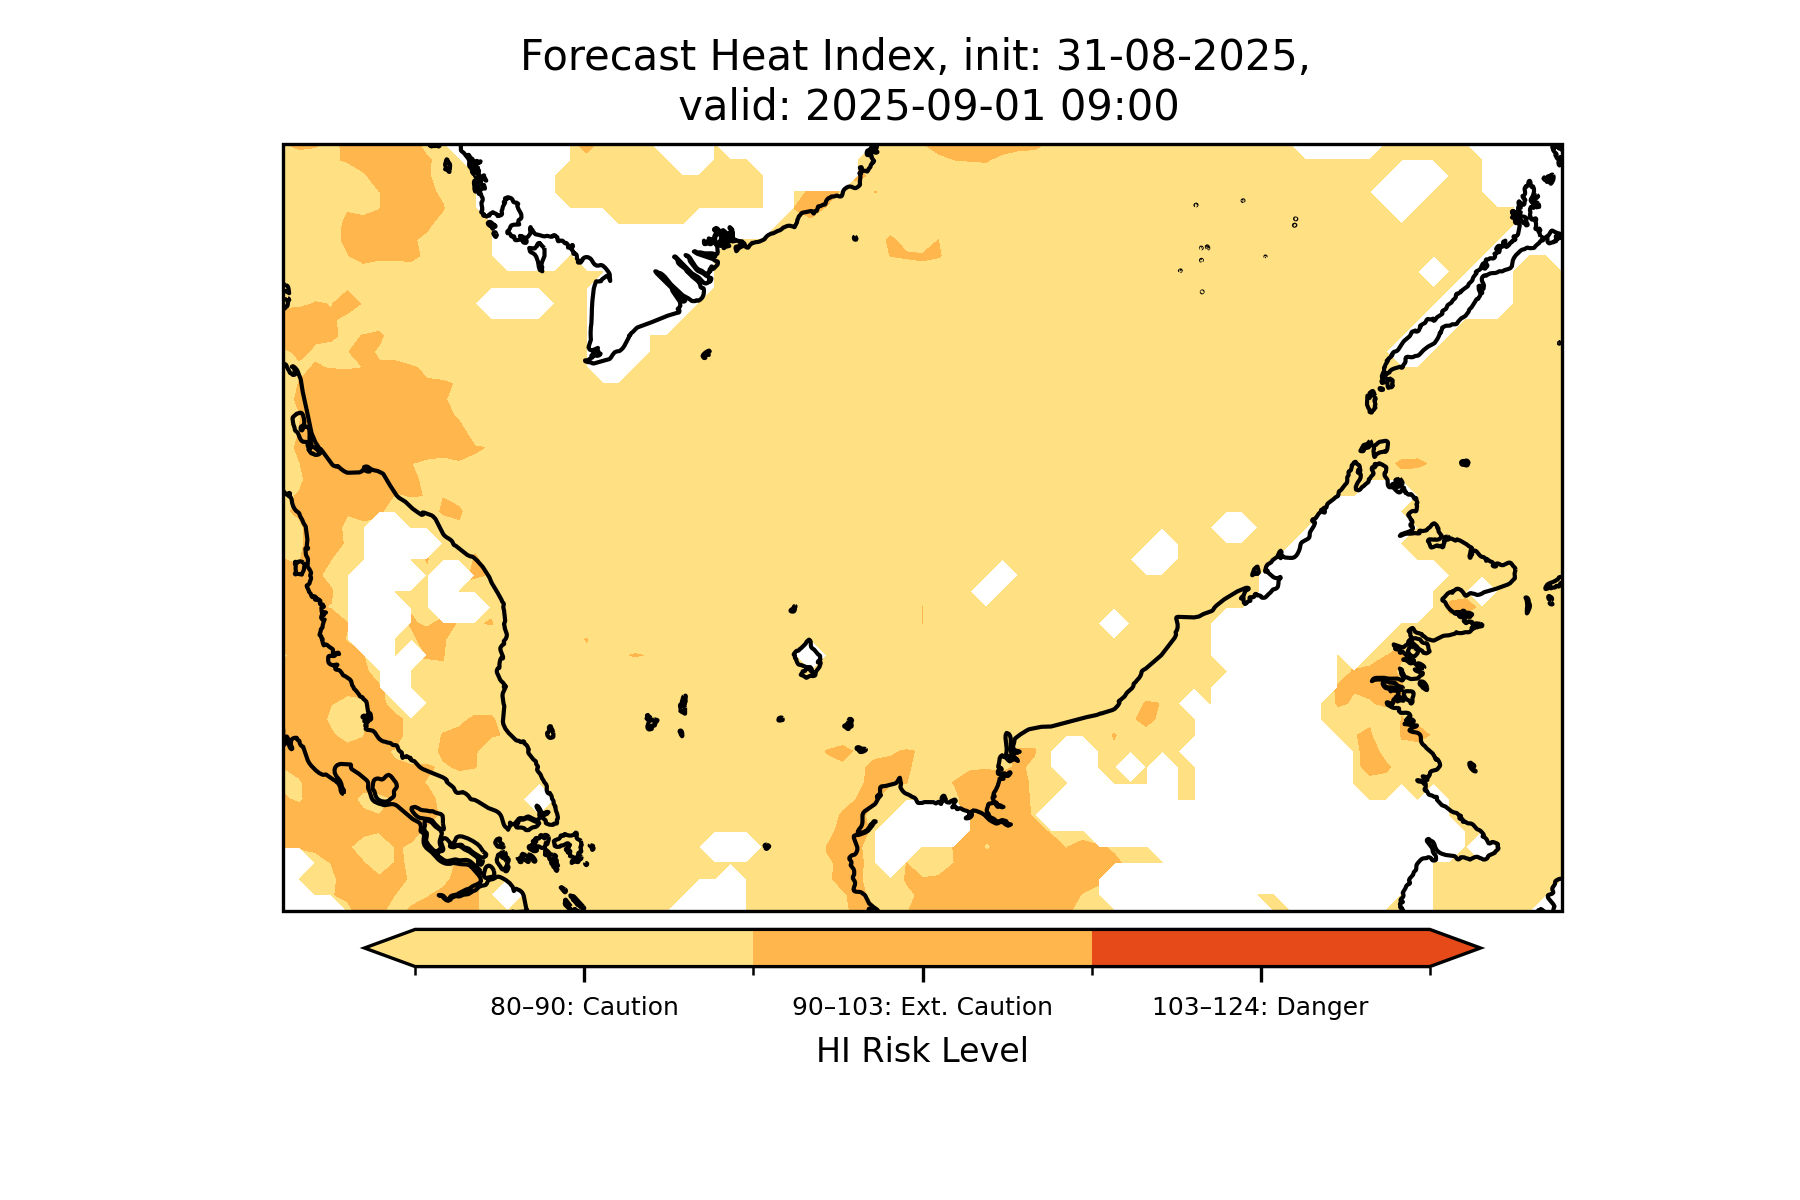 Forecast Heat Index, init: 31-08-2025,
valid: 2025-09-01 09:00
80–90: Caution
90–103: Ext. Caution
103–124: Danger
HI Risk Level